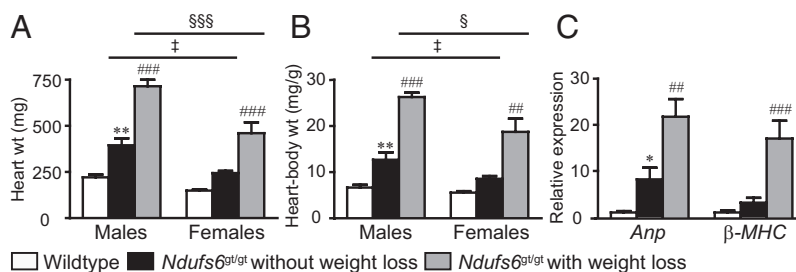 A
§§§
‡
Heart wt (mg)
750
500
250
0
**
###
###
Males
Females
B
§
‡
Heart-body wt (mg/g)
30
20
10
0
**
###
##
Males
Females
C
Relative expression
30
20
10
0
*
##
###
Anp
β-MHC
Wildtype
Ndufs6gt/gt without weight loss
Ndufs6gt/gt with weight loss